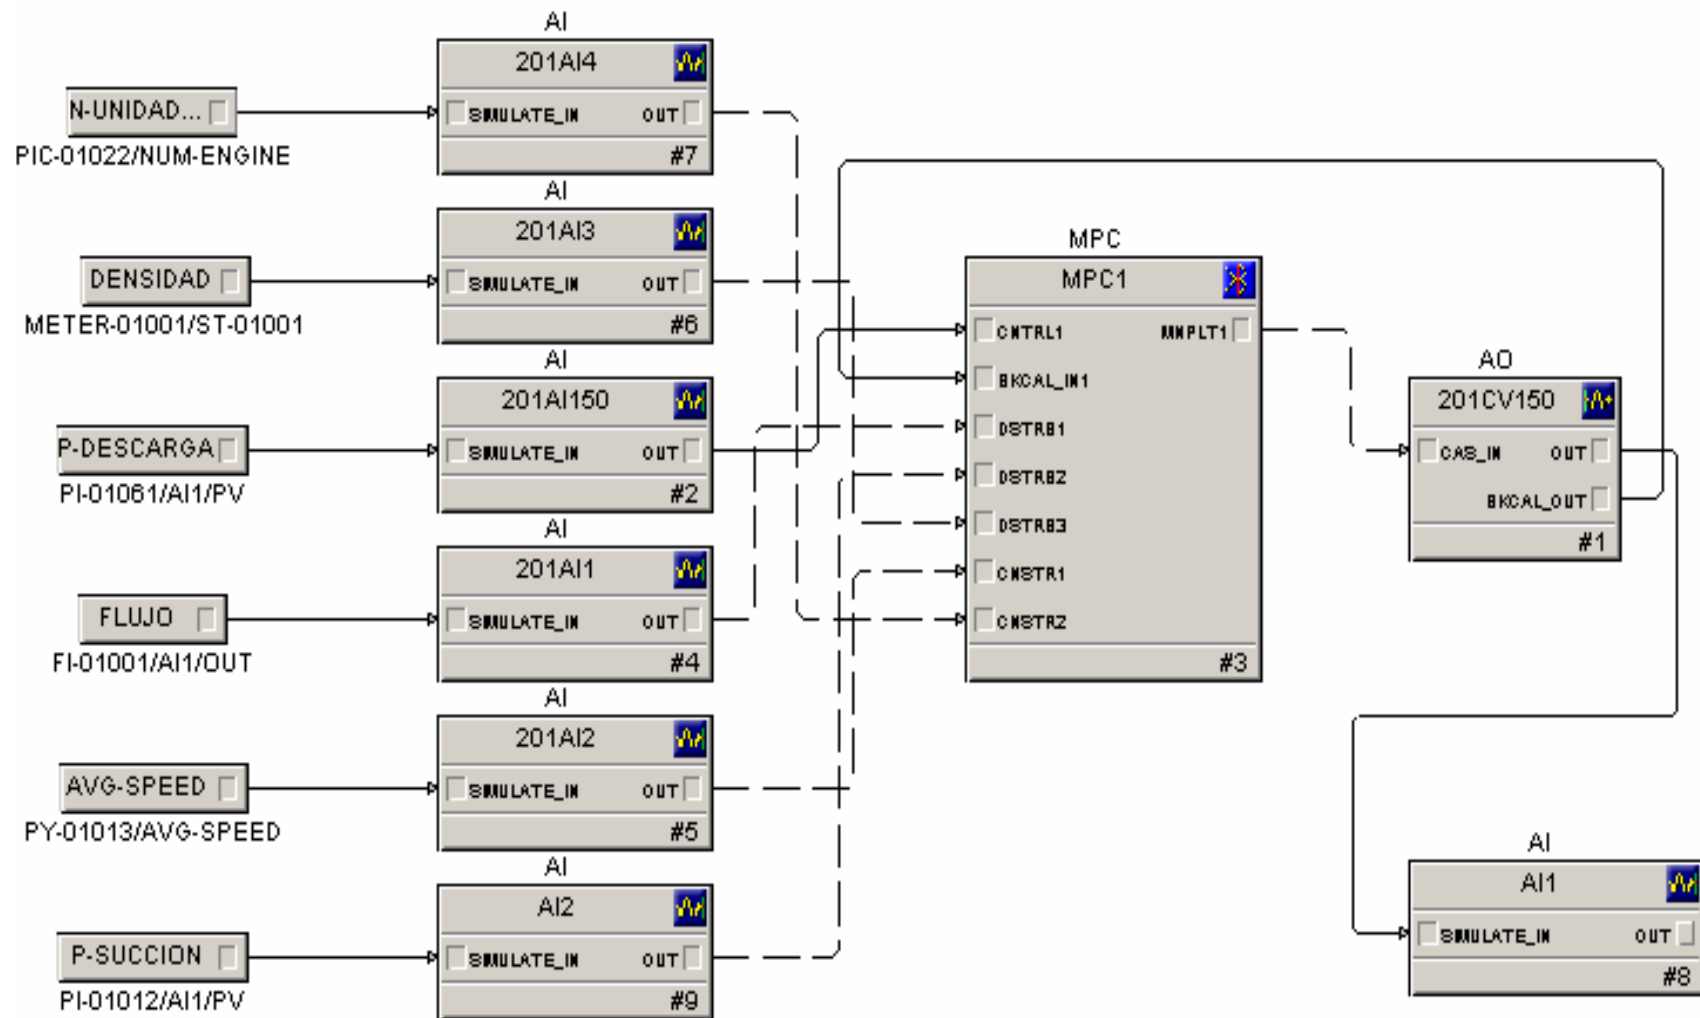 AI
201AI4
N-UNIDAD...
SIMULATE_IN OUT
PIC-01022/NUM-ENGINE
#7
AI
201AI3
DENSIDAD
SIMULATE_IN OUT
METER-01001/ST-01001
#6
AI
201AI150
P-DESCARGA
SIMULATE_IN OUT
PI-01061/AI1/PV
#2
AI
201AI1
FLUJO
SIMULATE_IN OUT
FI-01001/AI1/OUT
#4
AI
201AI2
AVG-SPEED
SIMULATE_IN OUT
PY-01013/AVG-SPEED
#5
AI
AI2
P-SUCCION
SIMULATE_IN OUT
PI-01012/AI1/PV
#9
MPC
MPC1
CNTRL1 MNPLT1
BKCAL_IN1
DSTRB1
DSTRB2
DSTRB3
CNSTR1
CNSTR2
#3
AO
201CV150
CAS_IN OUT
BKCAL_OUT
#1
AI
AI1
SIMULATE_IN OUT
#8